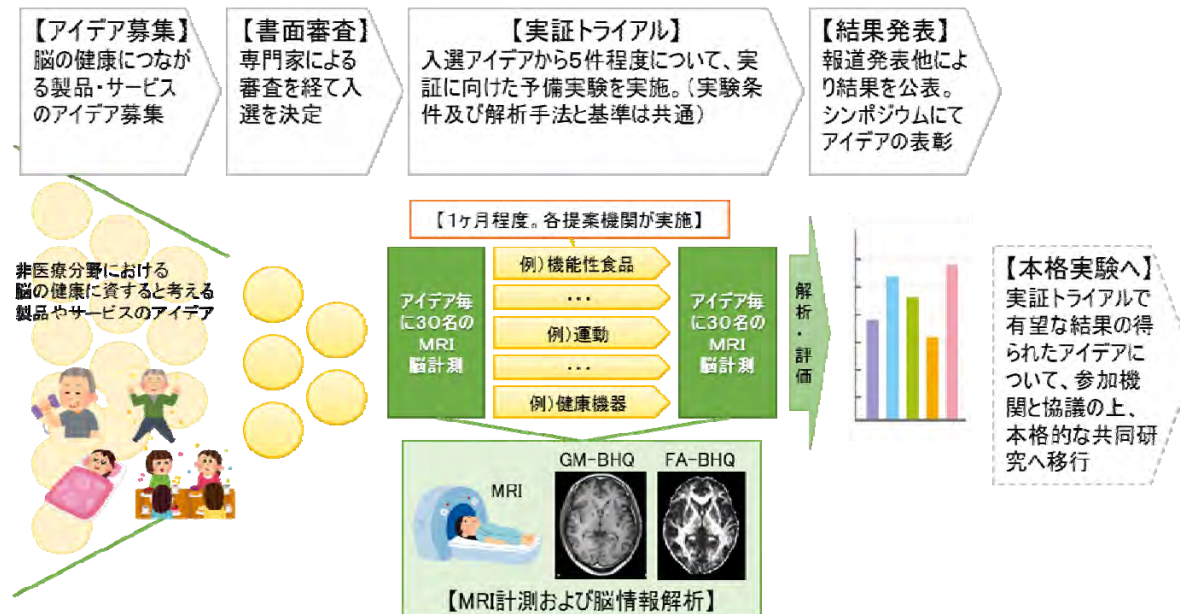 【アイデア募集】
脳の健康につなが
る製品・サービス
のアイデア募集
【書面審査】
専門家による
審査を経て入
選を決定
【実証トライアル】
入選アイデアから5件程度について、実
証に向けた予備実験を実施。（実験条
件及び解析手法と基準は共通）
【結果発表】
報道発表他によ
り結果を公表。
シンポジウムにて
アイデアの表彰
非医療分野における
脳の健康に資すると考える
製品やサービスのアイデア
【1ヶ月程度。各提案機関が実施】
アイデア毎
に30名の
MRI
脳計測
例）機能性食品
・・・
例）運動
・・・
例）健康機器
アイデア毎
に30名の
MRI
脳計測
解析・評価
【本格実験へ】
実証トライアルで
有望な結果の得
られたアイデアに
ついて、参加機
関と協議の上、
本格的な共同研
究へ移行
MRI
GM-BHQ
FA-BHQ
【MRI計測および脳情報解析】